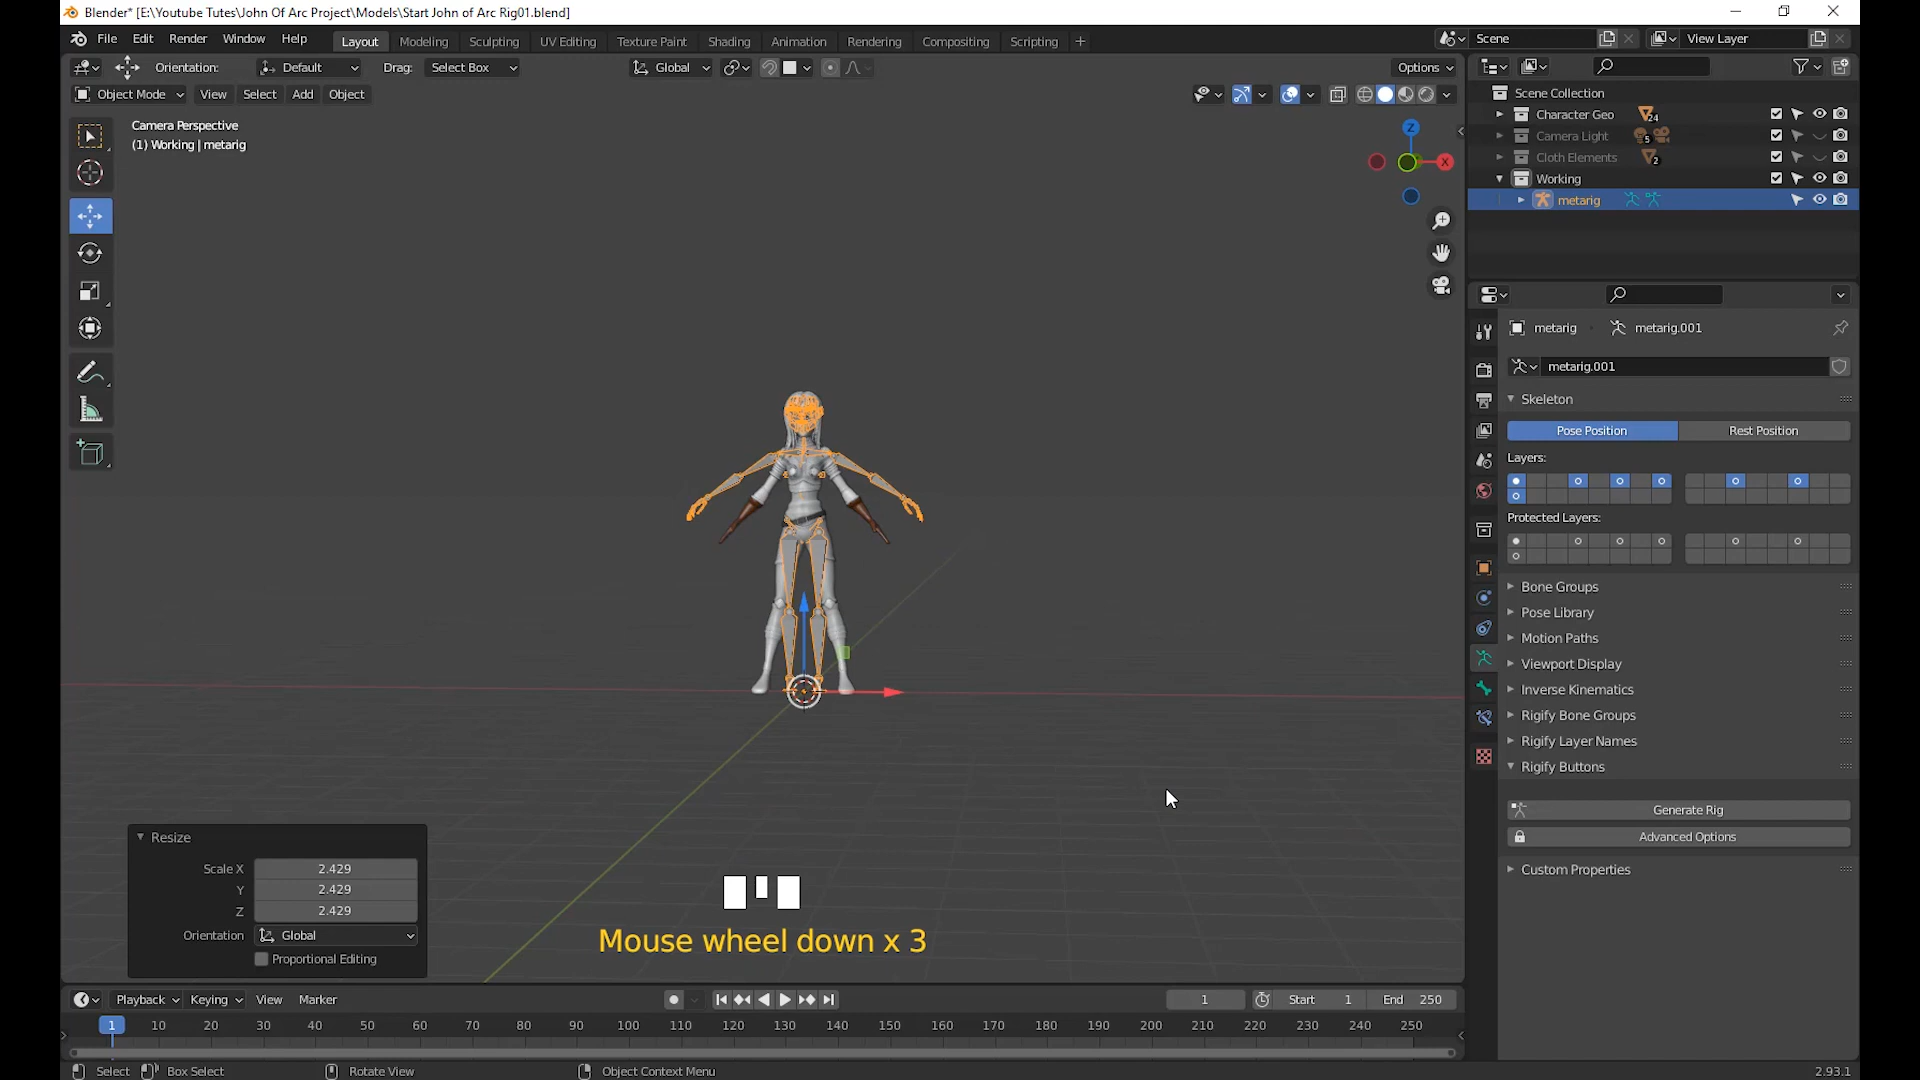 Blender* [E:\Youtube Tutes\John Of Arc Project\Models\Start John of Arc Rig01.blend]
File Edit Render Window Help
Layout Modeling Sculpting UV Editing Texture Paint Shading Animation Rendering Compositing Scripting +
Scene
View Layer
Orientation: Default Drag: Select Box
Global
Options
Object Mode View Select Add Object
Camera Perspective
(1) Working | metarig
Z
X
Scene Collection
Character Geo 24
Camera Light 5
Cloth Elements 2
Working
metarig
metarig metarig.001
metarig.001
Skeleton
Pose Position Rest Position
Layers:
Protected Layers:
Bone Groups
Pose Library
Motion Paths
Viewport Display
Inverse Kinematics
Rigify Bone Groups
Rigify Layer Names
Rigify Buttons
Generate Rig
Advanced Options
Custom Properties
Resize
Scale X 2.429
Y 2.429
Z 2.429
Orientation Global
Proportional Editing
Mouse wheel down x 3
Playback Keying View Marker
1 Start 1 End 250
1 10 20 30 40 50 60 70 80 90 100 110 120 130 140 150 160 170 180 190 200 210 220 230 240 250
Select Box Select Rotate View Object Context Menu 2.93.1